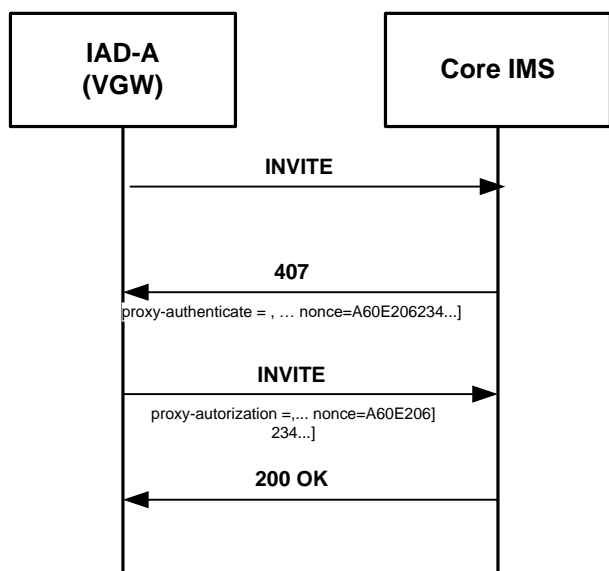 IAD-A
(VGW)
Core IMS
INVITE
407
proxy-authenticate = , … nonce=A60E206234...]
INVITE
proxy-autorization =,... nonce=A60E206]
234...]
200 OK